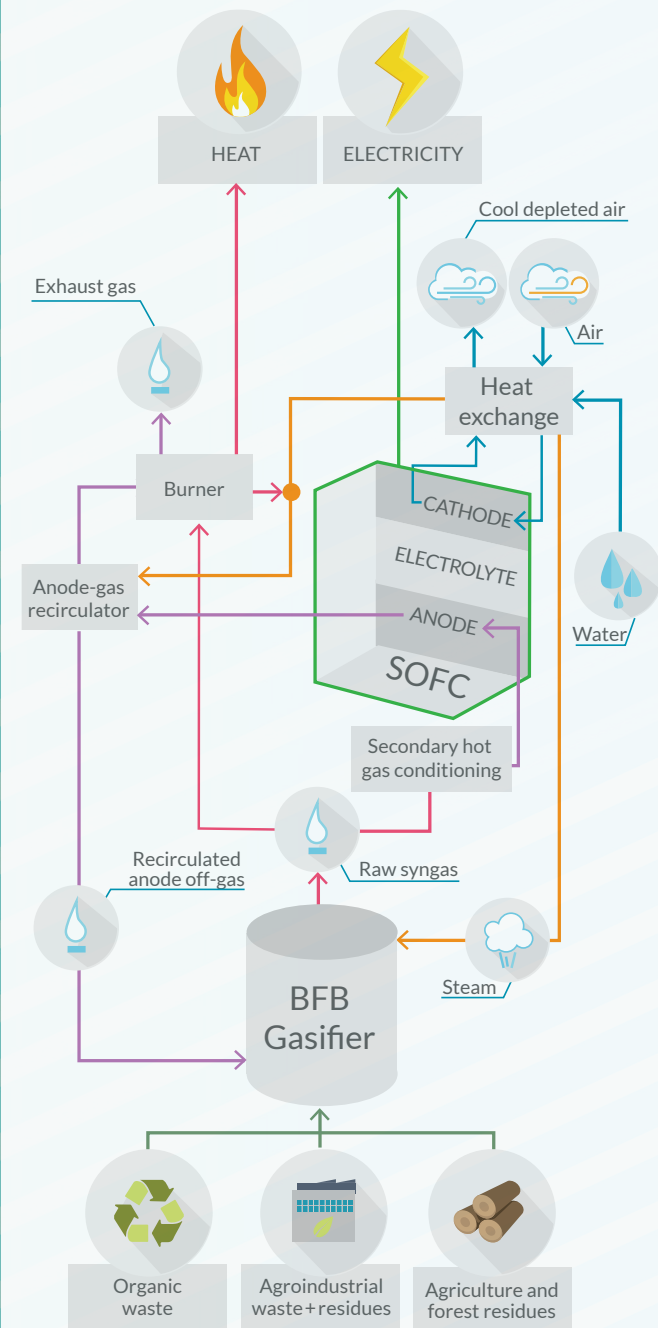 HEAT
ELECTRICITY
Cool depleted air
Exhaust gas
Air
Heat
exchange
Burner
CATHODE
ELECTROLYTE
Anode-gas
recirculator
ANODE
Water
SOFC
Secondary hot
gas conditioning
Recirculated
anode off-gas
Raw syngas
BFB
Gasifier
Steam
Organic
waste
Agroindustrial
waste+residues
Agriculture and
forest residues